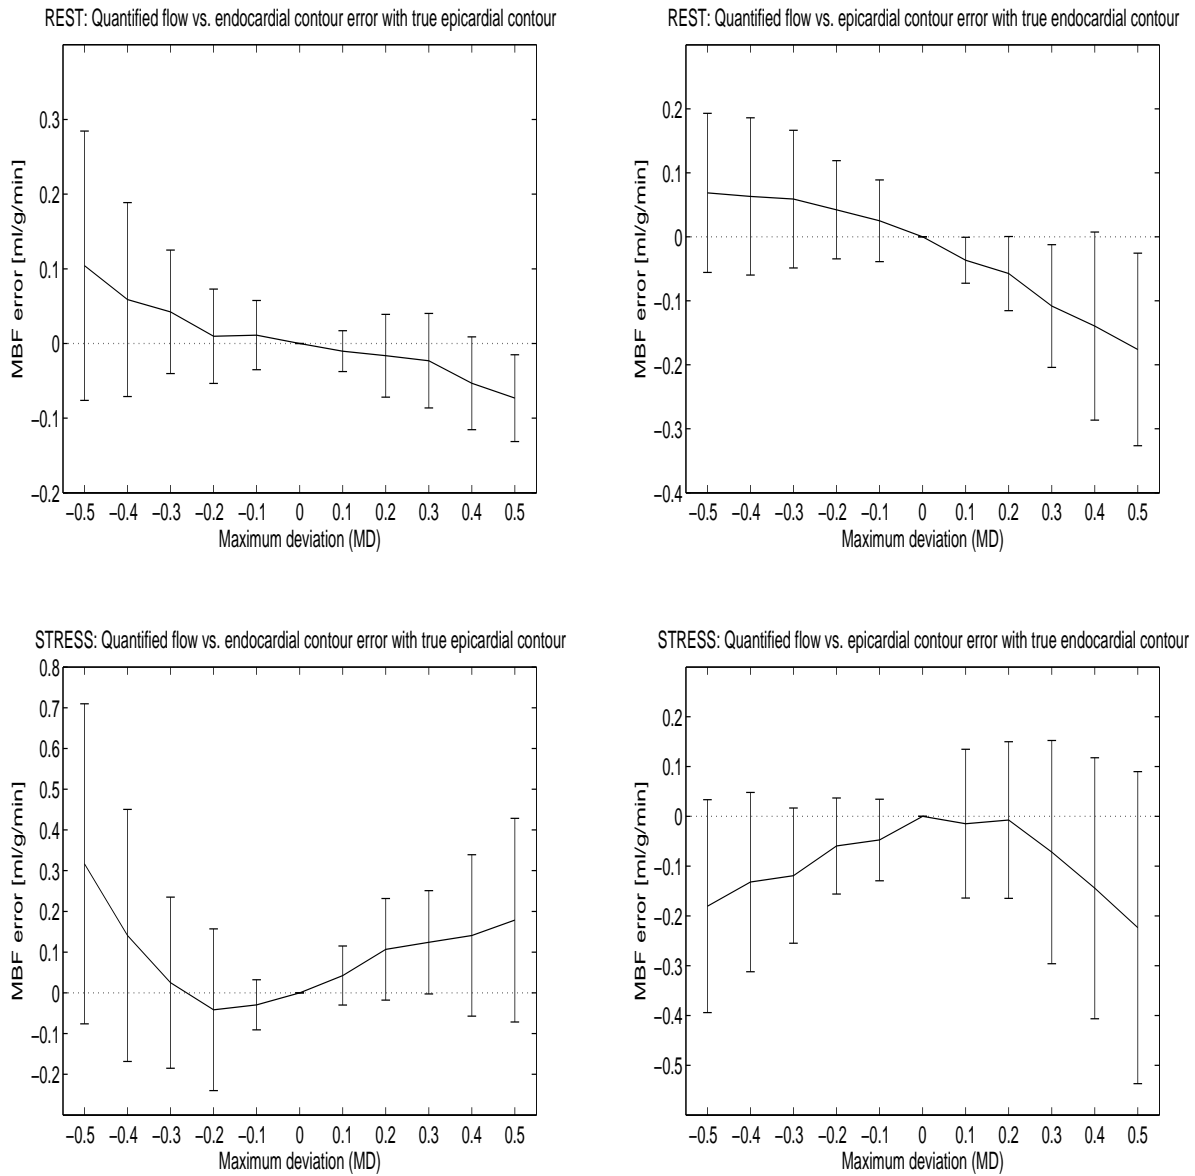 REST: Quantified flow vs. endocardial contour error with true epicardial contour
0.3
0.2
0.1
0
−0.1
−0.2
MBF error [ml/g/min]
−0.5 −0.4 −0.3 −0.2 −0.1 0 0.1 0.2 0.3 0.4 0.5
Maximum deviation (MD)
REST: Quantified flow vs. epicardial contour error with true endocardial contour
0.2
0.1
0
−0.1
−0.2
−0.3
−0.4
MBF error [ml/g/min]
−0.5 −0.4 −0.3 −0.2 −0.1 0 0.1 0.2 0.3 0.4 0.5
Maximum deviation (MD)
STRESS: Quantified flow vs. endocardial contour error with true epicardial contour
0.8
0.7
0.6
0.5
0.4
0.3
0.2
0.1
0
−0.1
−0.2
MBF error [ml/g/min]
−0.5 −0.4 −0.3 −0.2 −0.1 0 0.1 0.2 0.3 0.4 0.5
Maximum deviation (MD)
STRESS: Quantified flow vs. epicardial contour error with true endocardial contour
0.2
0.1
0
−0.1
−0.2
−0.3
−0.4
−0.5
MBF error [ml/g/min]
−0.5 −0.4 −0.3 −0.2 −0.1 0 0.1 0.2 0.3 0.4 0.5
Maximum deviation (MD)